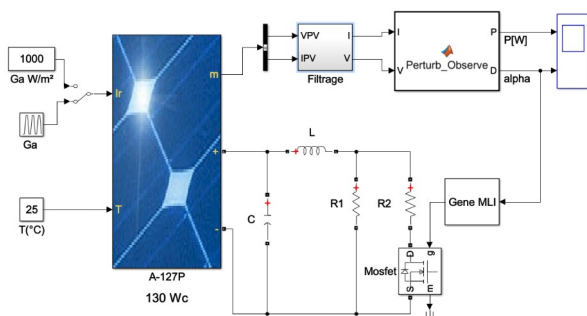 1000
Ga W/m²
Ga
25
T(°C)
Ir
T
m
+
-
A-127P
130 Wc
VPV
IPV
I
V
Filtrage
I
V
Perturb_Observe
P
D
P[W]
alpha
L
+
C
+
R1
+
R2
+
Gene MLI
Mosfet
D
g
S
m